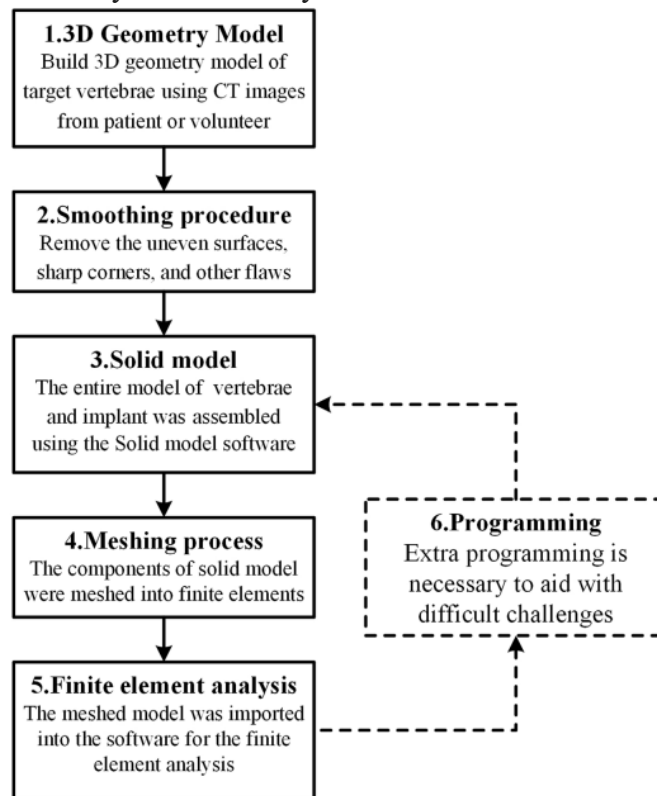 1.3D Geometry Model
Build 3D geometry model of
target vertebrae using CT images
from patient or volunteer
2.Smoothing procedure
Remove the uneven surfaces,
sharp corners, and other flaws
3.Solid model
The entire model of vertebrae
and implant was assembled
using the Solid model software
4.Meshing process
The components of solid model
were meshed into finite elements
5.Finite element analysis
The meshed model was imported
into the software for the finite
element analysis
6.Programming
Extra programming is
necessary to aid with
difficult challenges